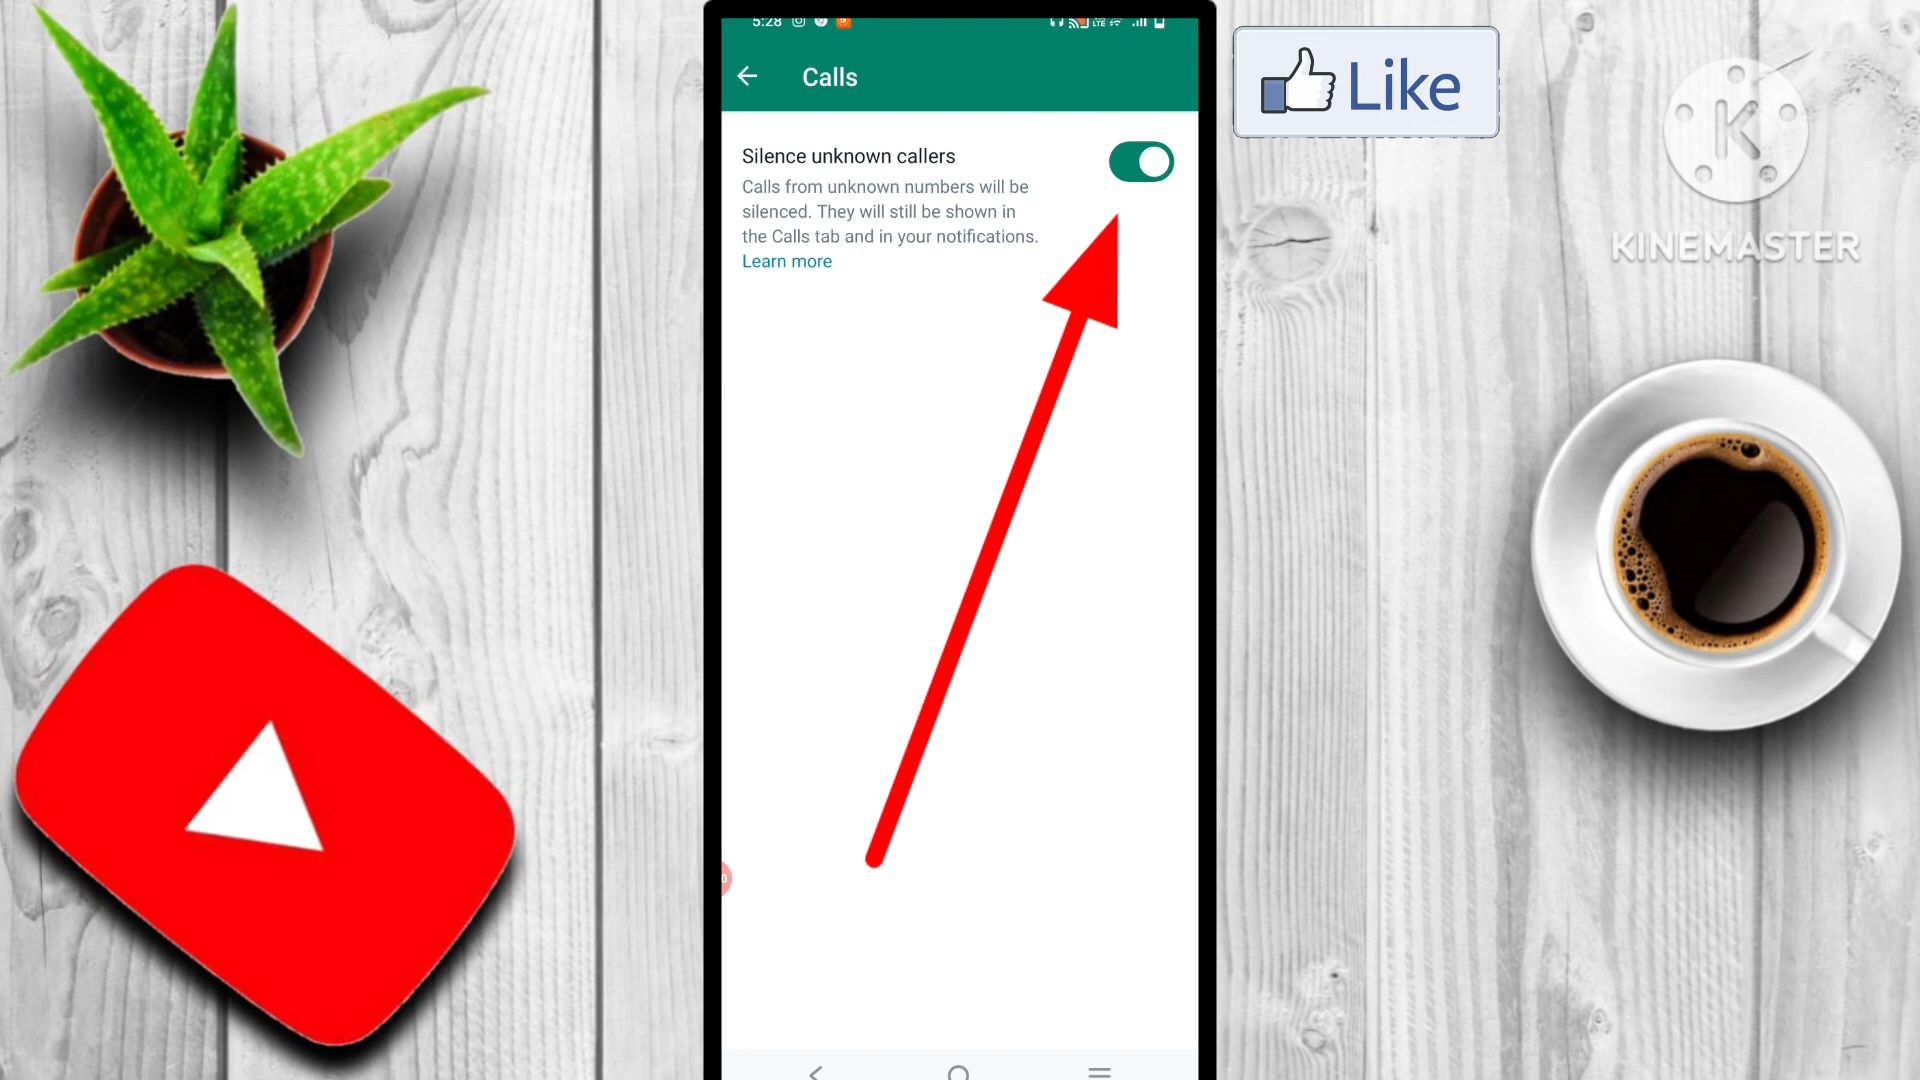 5:28
Calls
Like
KINEMASTER
Silence unknown callers
Calls from unknown numbers will be
silenced. They will still be shown in
the Calls tab and in your notifications.
Learn more